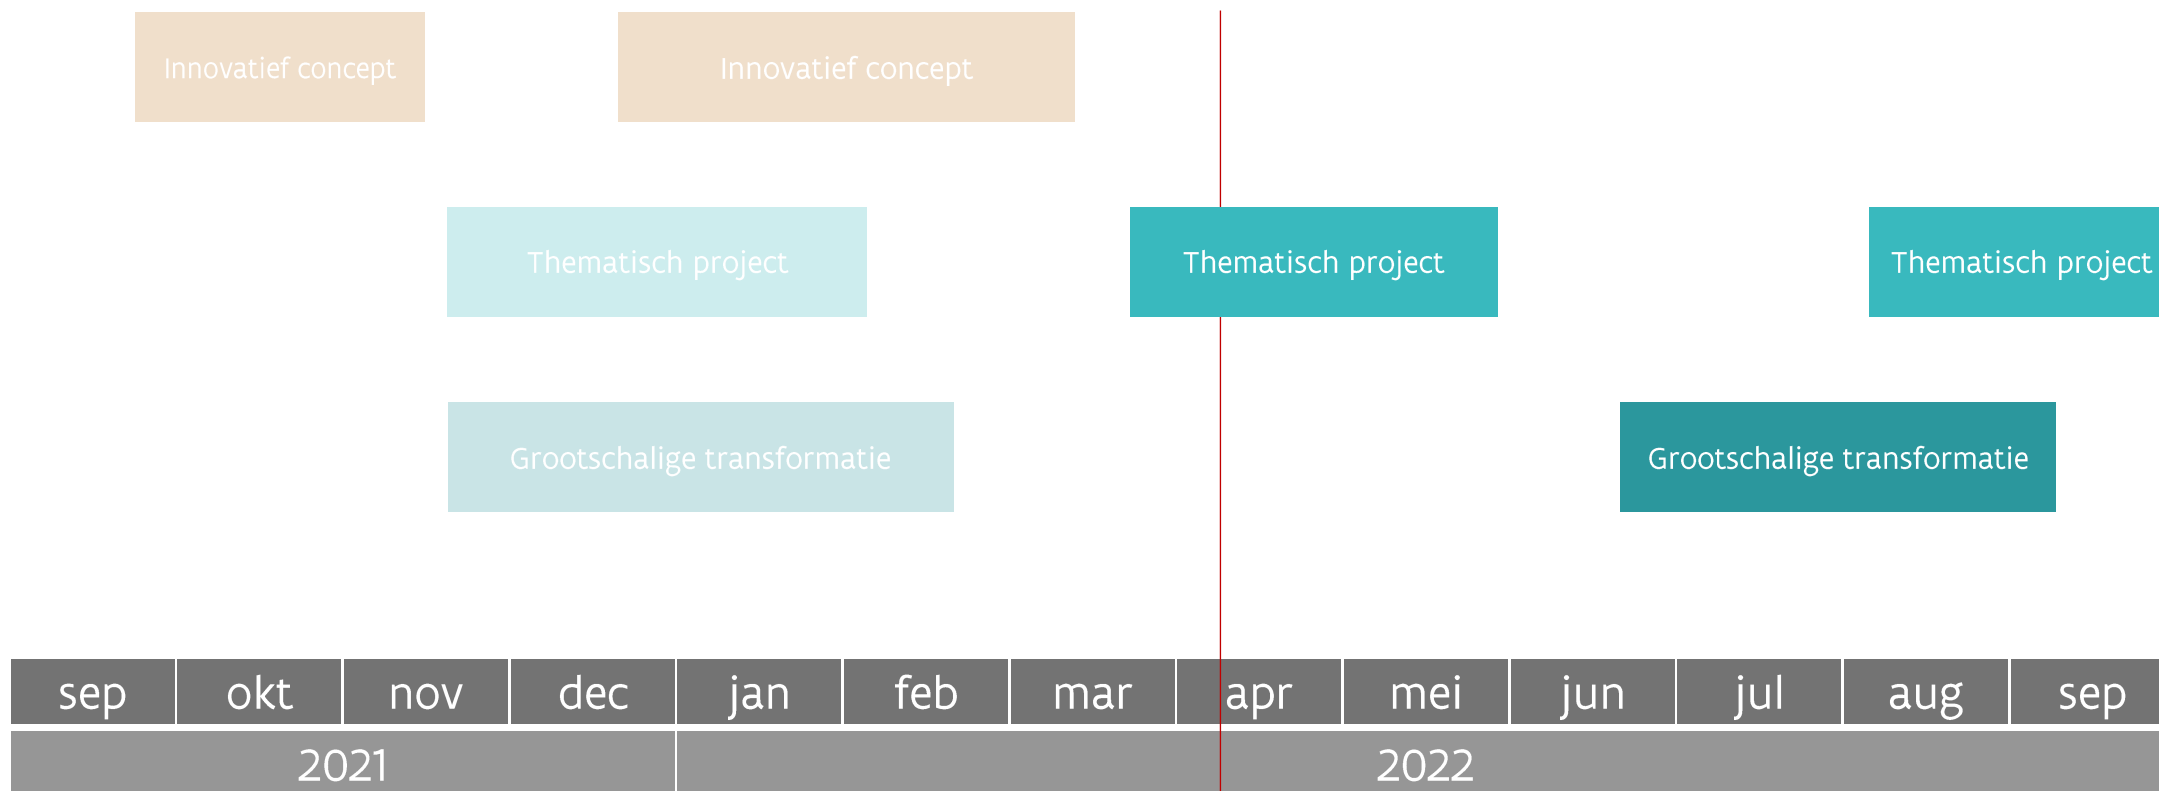 Innovatief concept
Innovatief concept
Thematisch project
Thematisch project
Thematisch project
Grootschalige transformatie
Grootschalige transformatie
sep okt nov dec jan feb mar apr mei jun jul aug sep
2021 2022